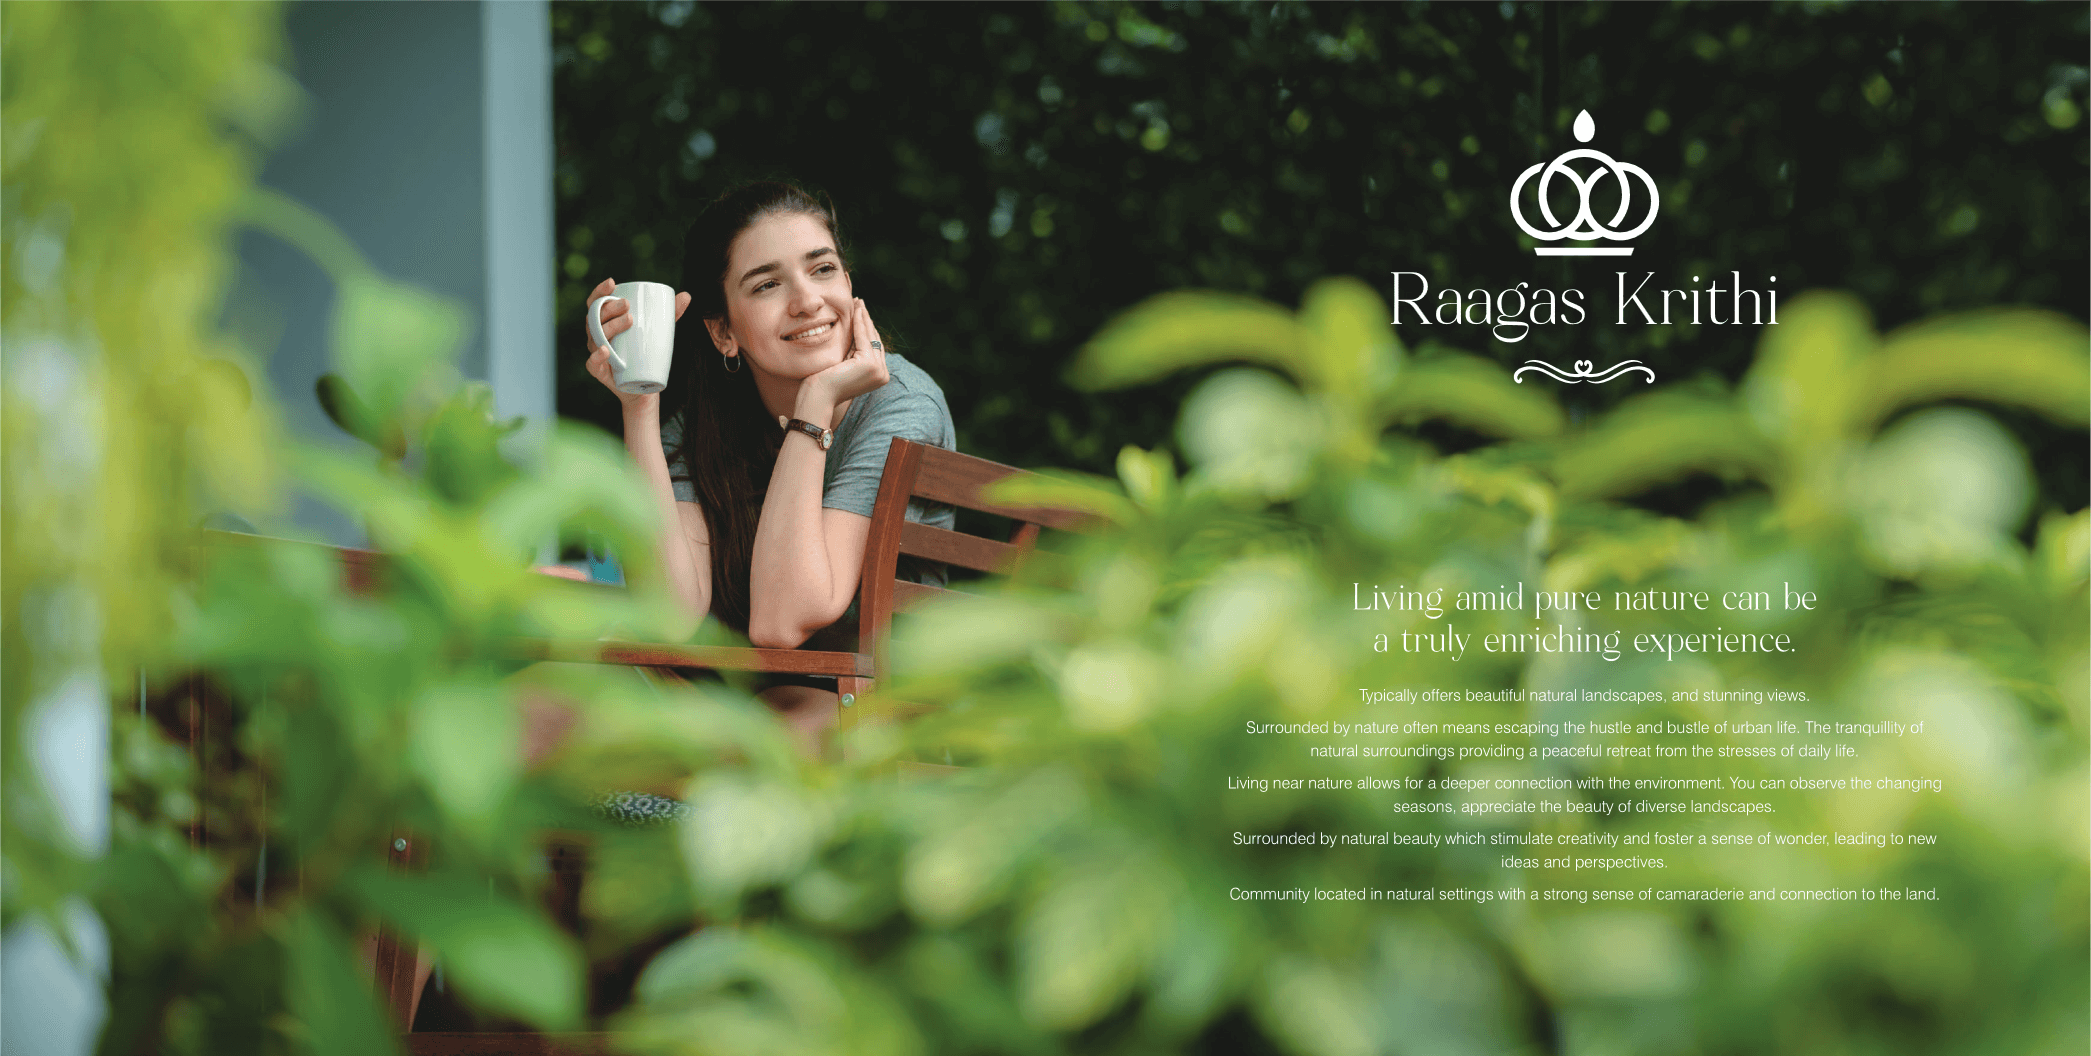 Raagas Krithi
Living amid pure nature can be
a truly enriching experience.
Typically offers beautiful natural landscapes, and stunning views.
Surrounded by nature often means escaping the hustle and bustle of urban life. The tranquillity of
natural surroundings providing a peaceful retreat from the stresses of daily life.
Living near nature allows for a deeper connection with the environment. You can observe the changing
seasons, appreciate the beauty of diverse landscapes.
Surrounded by natural beauty which stimulate creativity and foster a sense of wonder, leading to new
ideas and perspectives.
Community located in natural settings with a strong sense of camaraderie and connection to the land.